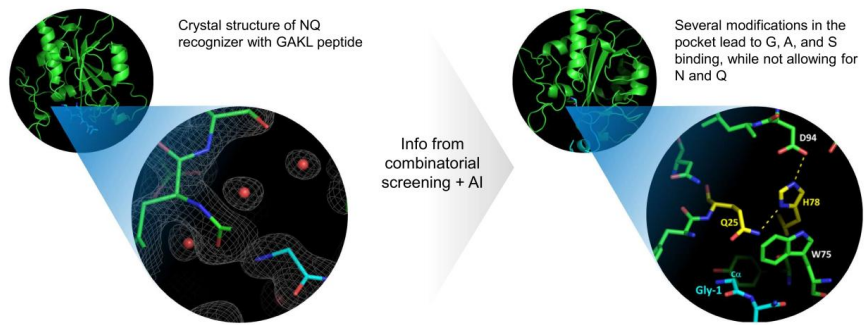 Crystal structure of NQ
recognizer with GAKL peptide
Info from
combinatorial
screening + AI
Several modifications in the
pocket lead to G, A, and S
binding, while not allowing for
N and Q
D94
H78
Q25
W75
Cα
Gly-1